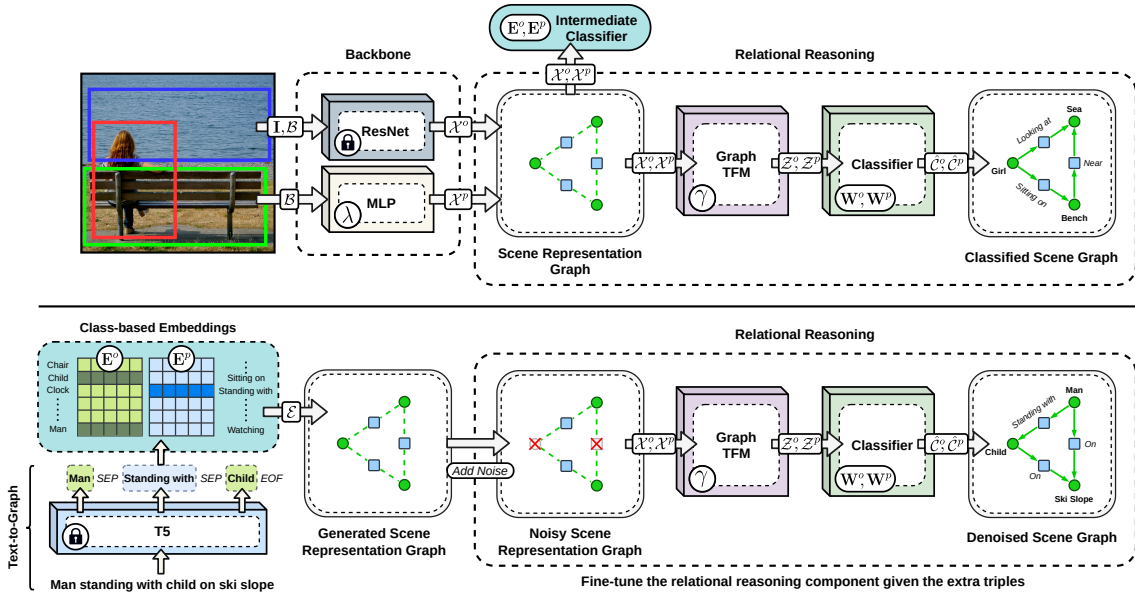 E^o, E^p Intermediate
Classifier
Backbone
Relational Reasoning
𝒳^o, 𝒳^p
I, ℬ
ResNet
𝒳^o
ℬ
MLP
λ
𝒳^p
Scene Representation
Graph
𝒳^o, 𝒳^p
Graph
TFM
γ
𝒵^o, 𝒵^p
Classifier
W^o, W^p
Ĉ^o, Ĉ^p
Sea
Looking at
Near
Girl
Sitting on
Bench
Classified Scene Graph
Class-based Embeddings
E^o
E^p
Chair
Child
Clock
Man
Sitting on
Standing with
Watching
ℰ
Text-to-Graph
Man SEP Standing with SEP Child EOF
T5
Man standing with child on ski slope
Generated Scene
Representation Graph
Add Noise
Relational Reasoning
Noisy Scene
Representation Graph
𝒳^o, 𝒳^p
Graph
TFM
γ
𝒵^o, 𝒵^p
Classifier
W^o, W^p
Ĉ^o, Ĉ^p
Man
Standing with
On
Child
On
Ski Slope
Denoised Scene Graph
Fine-tune the relational reasoning component given the extra triples